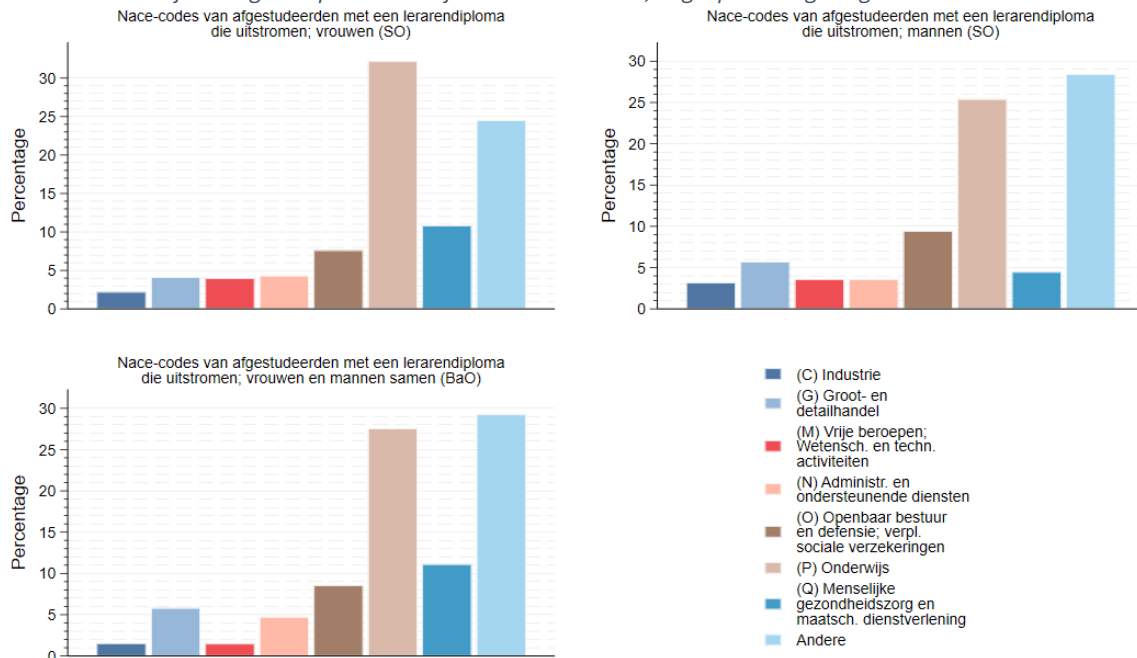 Nace-codes van afgestudeerden met een lerarendiploma
die uitstromen; vrouwen (SO)
Percentage
30
25
20
15
10
5
0
Nace-codes van afgestudeerden met een lerarendiploma
die uitstromen; mannen (SO)
Percentage
30
25
20
15
10
5
0
Nace-codes van afgestudeerden met een lerarendiploma
die uitstromen; vrouwen en mannen samen (BaO)
Percentage
30
25
20
15
10
5
0
(C) Industrie
(G) Groot- en
detailhandel
(M) Vrije beroepen;
Wetensch. en techn.
activiteiten
(N) Administr. en
ondersteunende diensten
(O) Openbaar bestuur
en defensie; verpl.
sociale verzekeringen
(P) Onderwijs
(Q) Menselijke
gezondheidszorg en
maatsch. dienstverlening
Andere